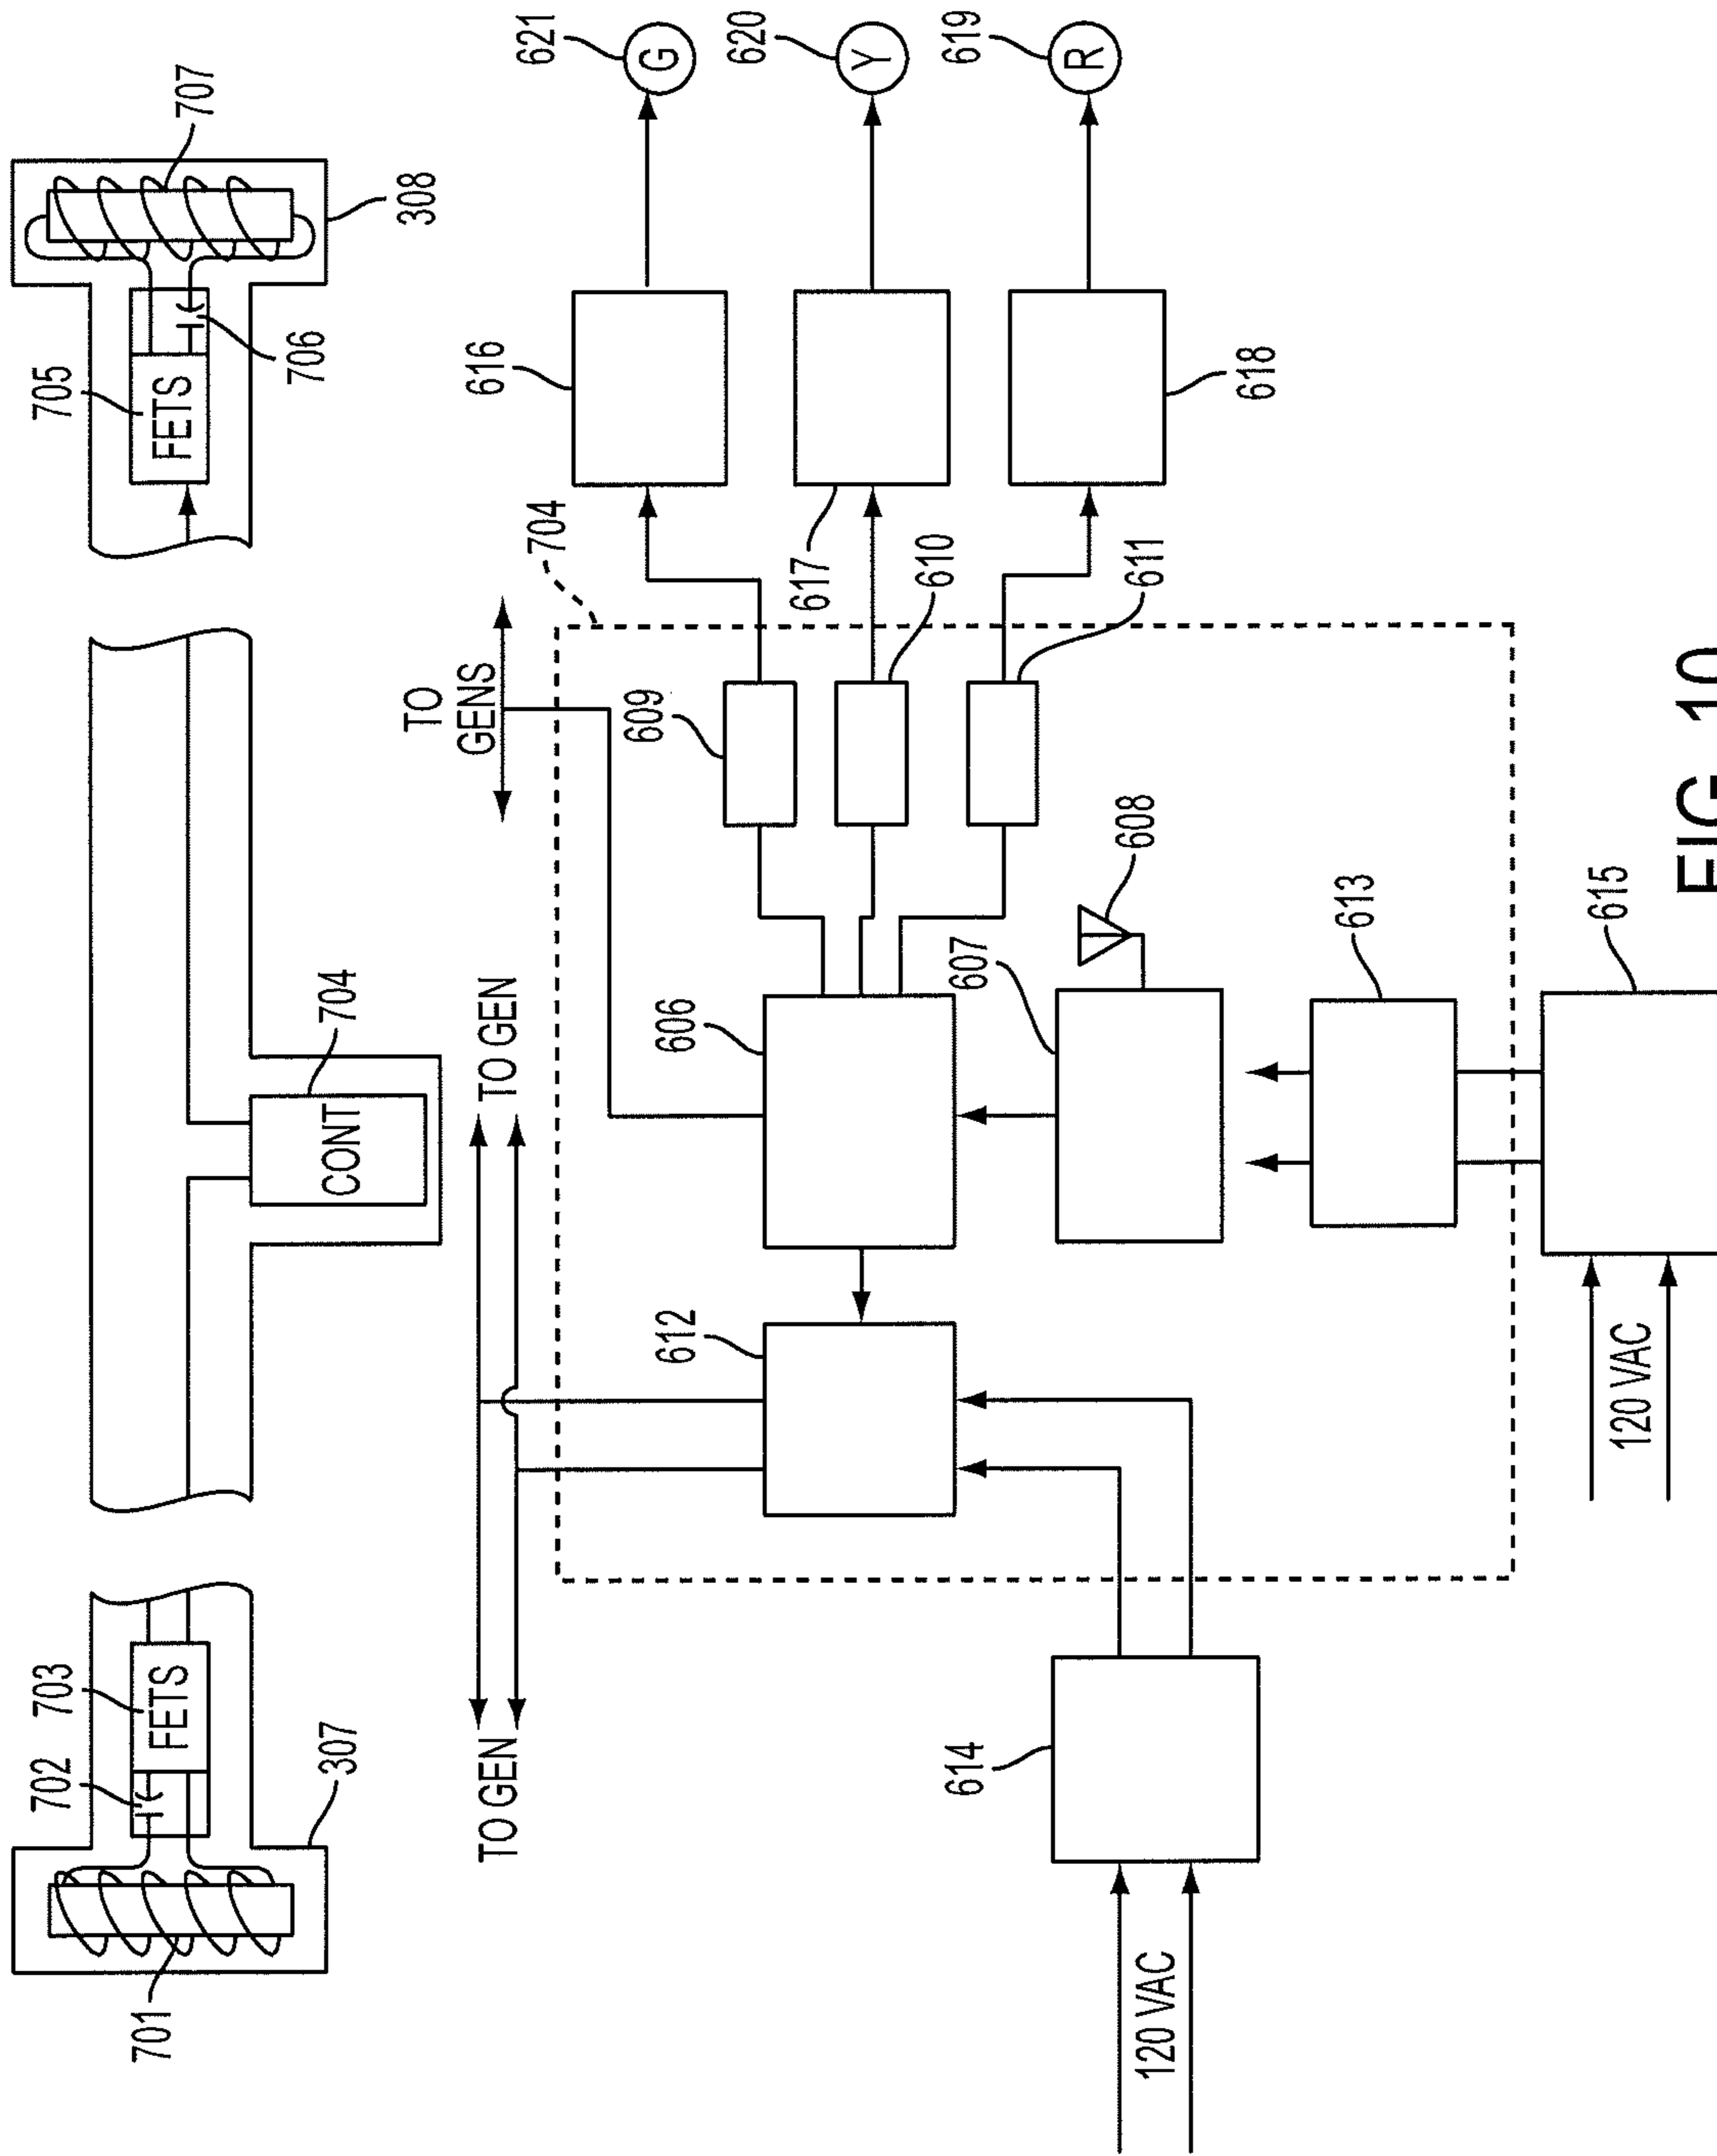 702
703
705
701
FETS
FETS
707
706
307
CONT
704
308
TO
GENS
TO GEN
TO GEN
616
621
704
612
606
609
G
620
617
Y
610
614
607
619
R
120 VAC
608
611
618
613
120 VAC
615
FIG. 10